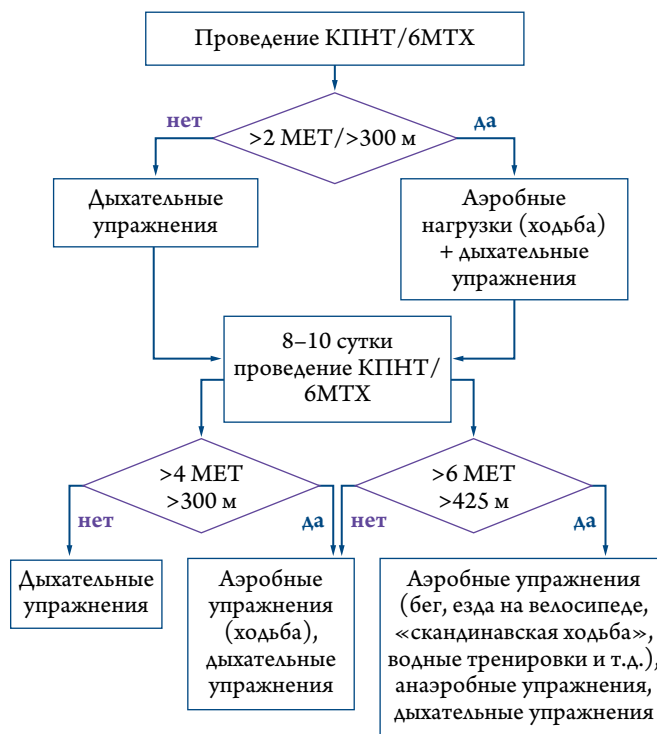 Проведение КПНТ/6МТХ
нет
да
>2 МЕТ/>300 м
Дыхательные
упражнения
Аэробные
нагрузки (ходьба)
+ дыхательные
упражнения
8–10 сутки
проведение КПНТ/
6МТХ
>4 МЕТ
>300 м
>6 МЕТ
>425 м
нет
да
нет
да
Дыхательные
упражнения
Аэробные
упражнения
(ходьба),
дыхательные
упражнения
Аэробные упражнения
(бег, езда на велосипеде,
«скандинавская ходьба»,
водные тренировки и т.д.),
анаэробные упражнения,
дыхательные упражнения